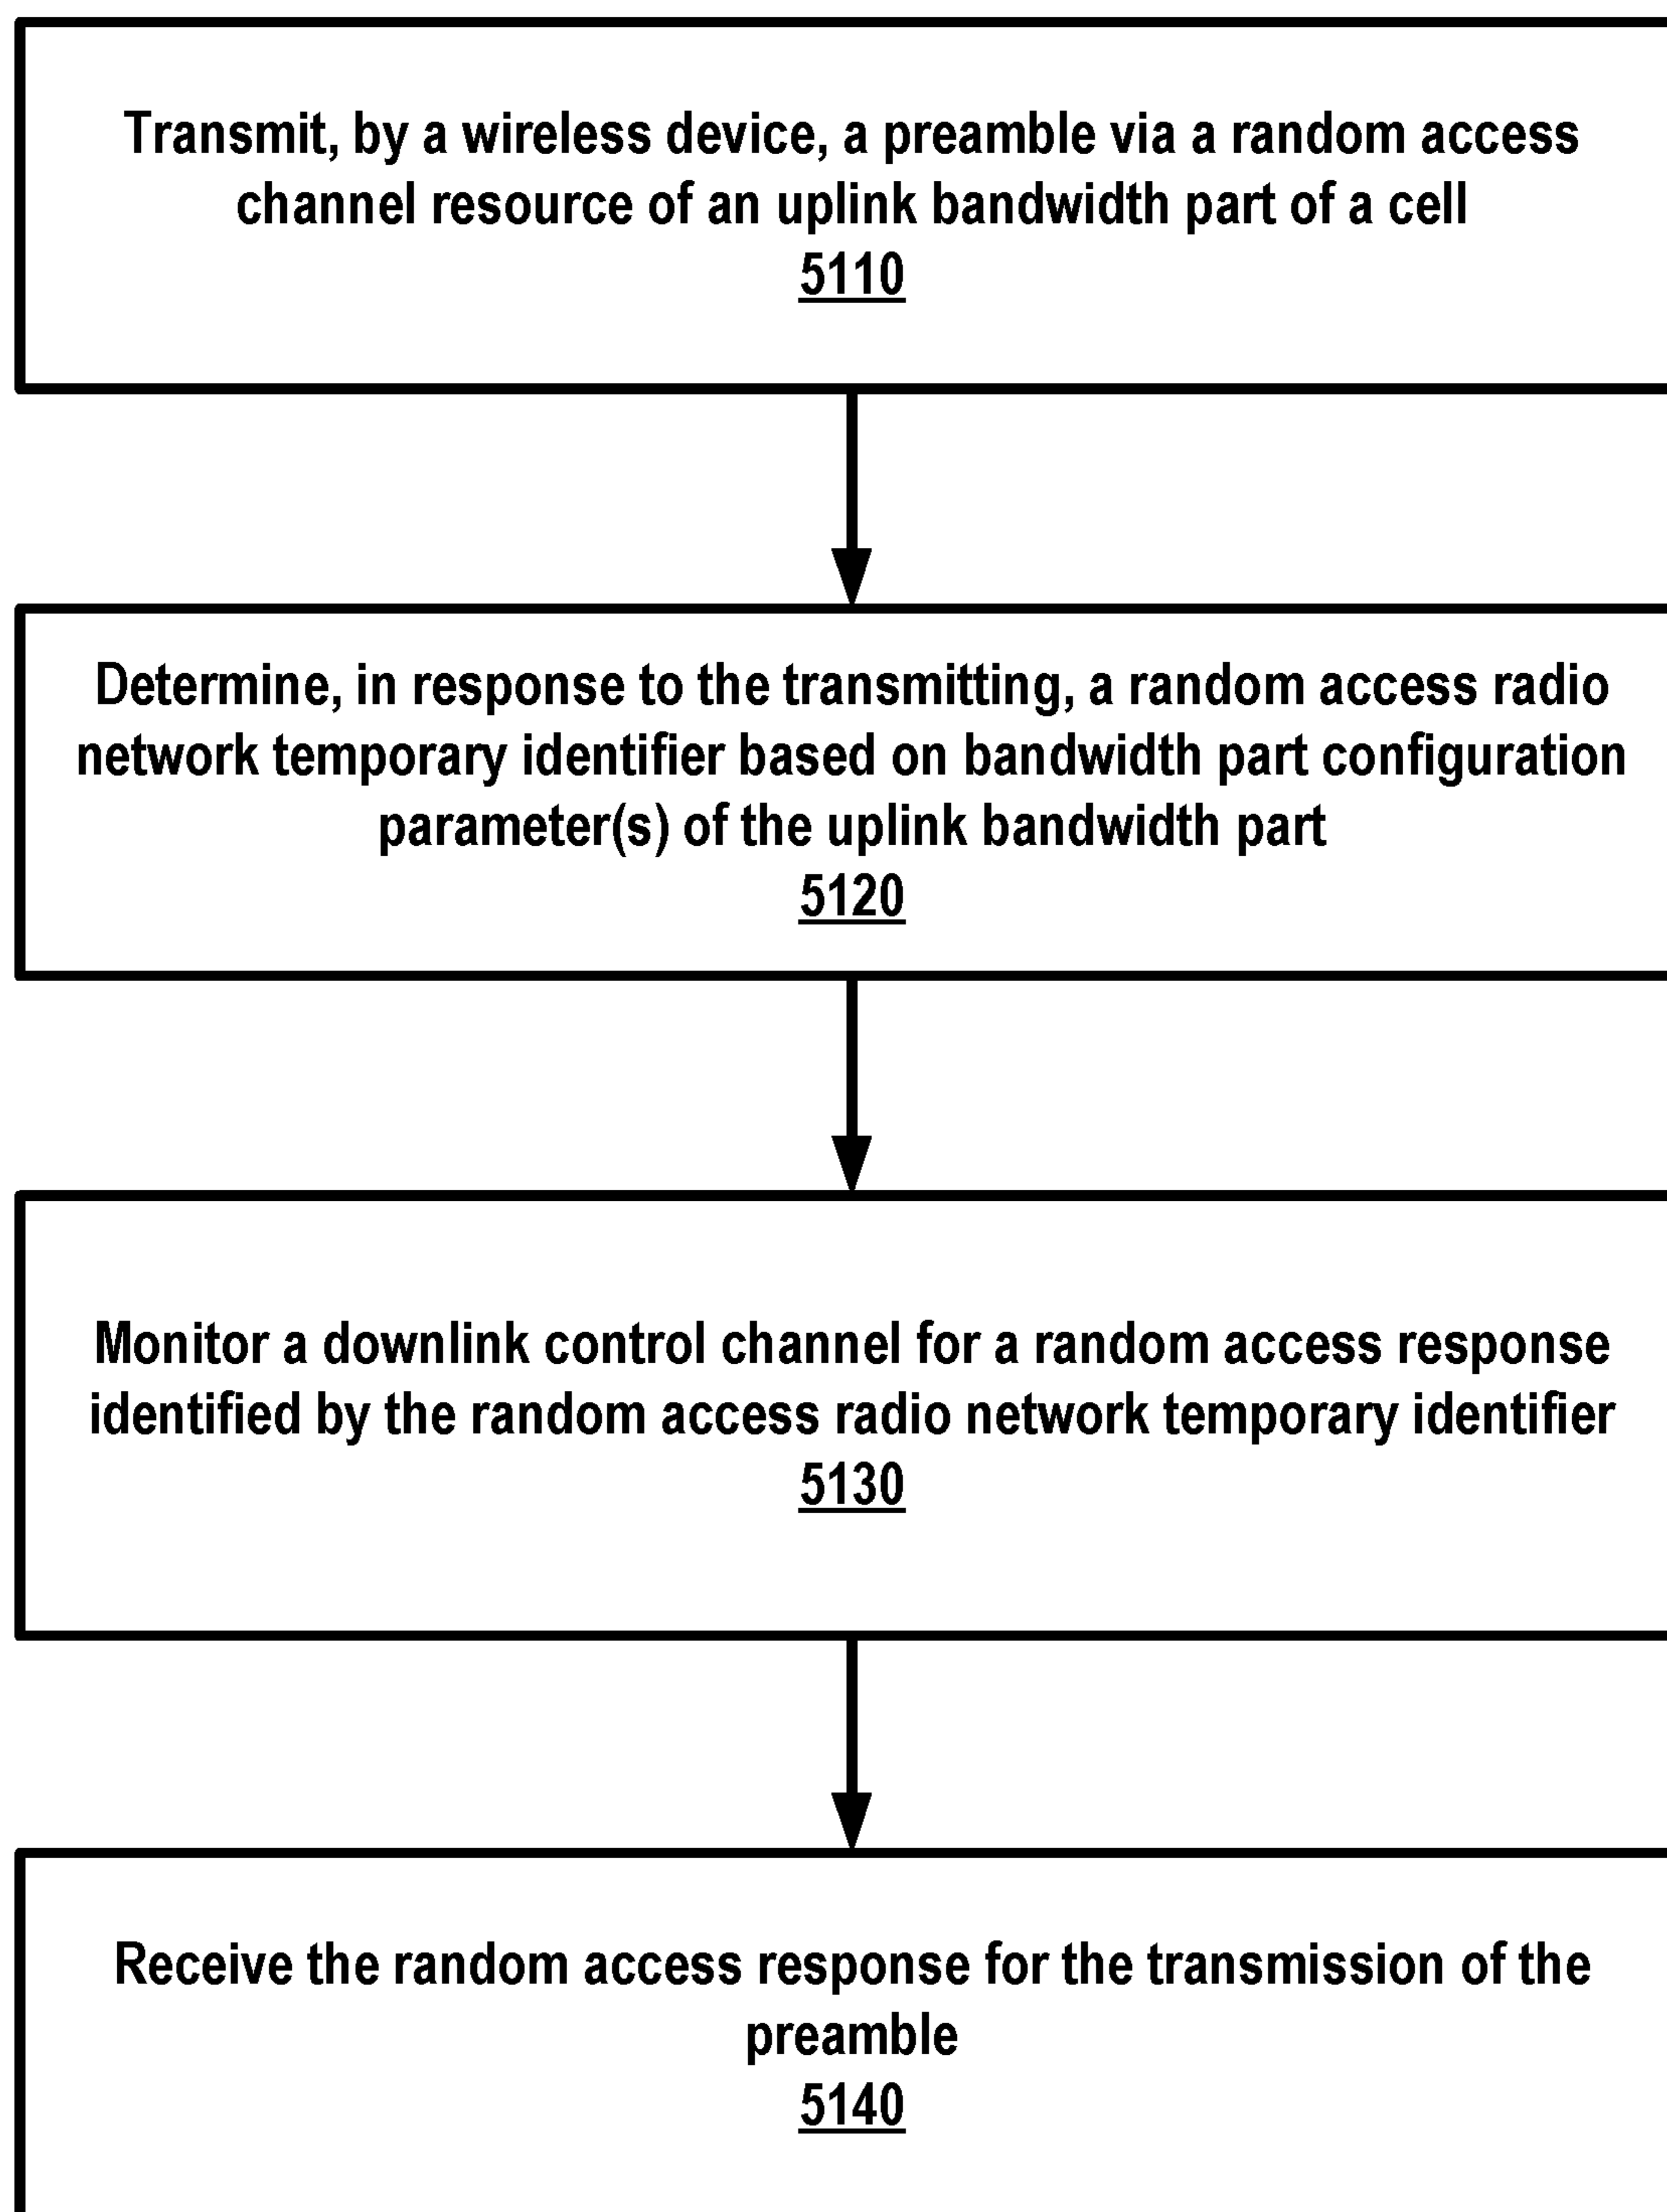 Transmit, by a wireless device, a preamble via a random access
channel resource of an uplink bandwidth part of a cell
5110
Determine, in response to the transmitting, a random access radio
network temporary identifier based on bandwidth part configuration
parameter(s) of the uplink bandwidth part
5120
Monitor a downlink control channel for a random access response
identified by the random access radio network temporary identifier
5130
Receive the random access response for the transmission of the
preamble
5140